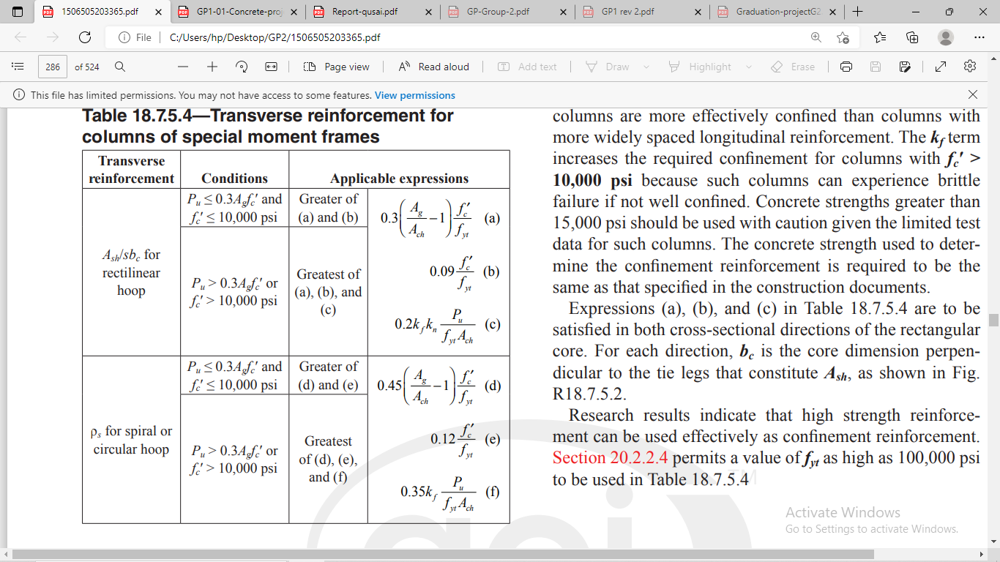 1506505203365.pdf
GP1-01-Concrete-proj
Report-qusai.pdf
GP-Group-2.pdf
GP1 rev 2.pdf
Graduation-projectG2
File
C:/Users/hp/Desktop/GP2/1506505203365.pdf
286 of 524
Page view
Read aloud
Add text
Draw
Highlight
Erase
This file has limited permissions. You may not have access to some features. View permissions
Table 18.7.5.4—Transverse reinforcement for
columns of special moment frames
Transverse
reinforcement
Conditions
Applicable expressions
A_sh/sb_c for
rectilinear
hoop
P_u ≤ 0.3A_g f_c′ and
f_c′ ≤ 10,000 psi
Greater of
(a) and (b)
0.3(A_g/A_ch − 1) f_c′/f_yt (a)
P_u > 0.3A_g f_c′ or
f_c′ > 10,000 psi
Greatest of
(a), (b), and
(c)
0.09 f_c′/f_yt (b)
0.2k_f k_n P_u/(f_yt A_ch) (c)
ρ_s for spiral or
circular hoop
P_u ≤ 0.3A_g f_c′ and
f_c′ ≤ 10,000 psi
Greater of
(d) and (e)
0.45(A_g/A_ch − 1) f_c′/f_yt (d)
P_u > 0.3A_g f_c′ or
f_c′ > 10,000 psi
Greatest
of (d), (e),
and (f)
0.12 f_c′/f_yt (e)
0.35k_f P_u/(f_yt A_ch) (f)
columns are more effectively confined than columns with
more widely spaced longitudinal reinforcement. The k_f term
increases the required confinement for columns with f_c′ >
10,000 psi because such columns can experience brittle
failure if not well confined. Concrete strengths greater than
15,000 psi should be used with caution given the limited test
data for such columns. The concrete strength used to deter-
mine the confinement reinforcement is required to be the
same as that specified in the construction documents.
Expressions (a), (b), and (c) in Table 18.7.5.4 are to be
satisfied in both cross-sectional directions of the rectangular
core. For each direction, b_c is the core dimension perpen-
dicular to the tie legs that constitute A_sh, as shown in Fig.
R18.7.5.2.
Research results indicate that high strength reinforce-
ment can be used effectively as confinement reinforcement.
Section 20.2.2.4 permits a value of f_yt as high as 100,000 psi
to be used in Table 18.7.5.4
TM
aci
Activate Windows
Go to Settings to activate Windows.